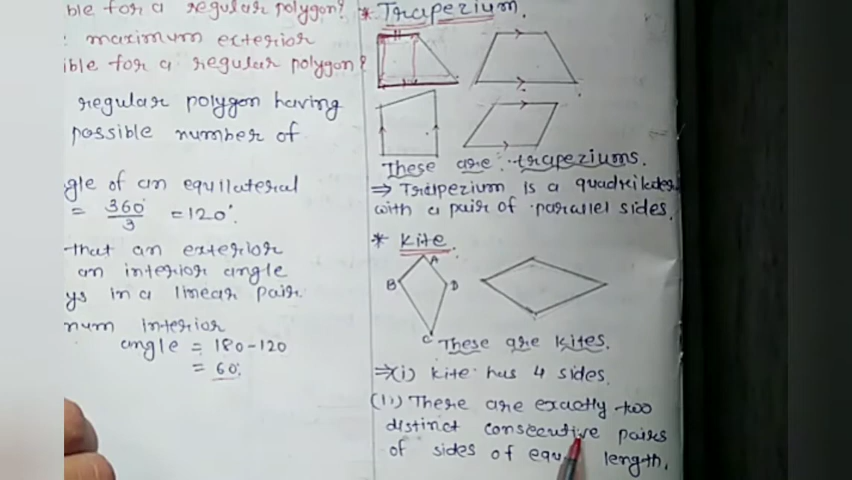 ble for a regular polygon?
: maximum exterior
ible for a regular polygon?
regular polygon having
possible number of
gle of an equilateral
= 360°/3 = 120°.
that an exterior
an interior angle
ys in a linear pair
num interior
angle = 180-120
= 60°.
* Trapezium.
These are trapeziums.
⇒ Trapezium is a quadrilater
with a pair of parallel sides.
* Kite.
A
B
D
C
These are kites.
⇒(i) Kite has 4 sides.
(ii) There are exactly two
distinct consecutive pairs
of sides of equ length.